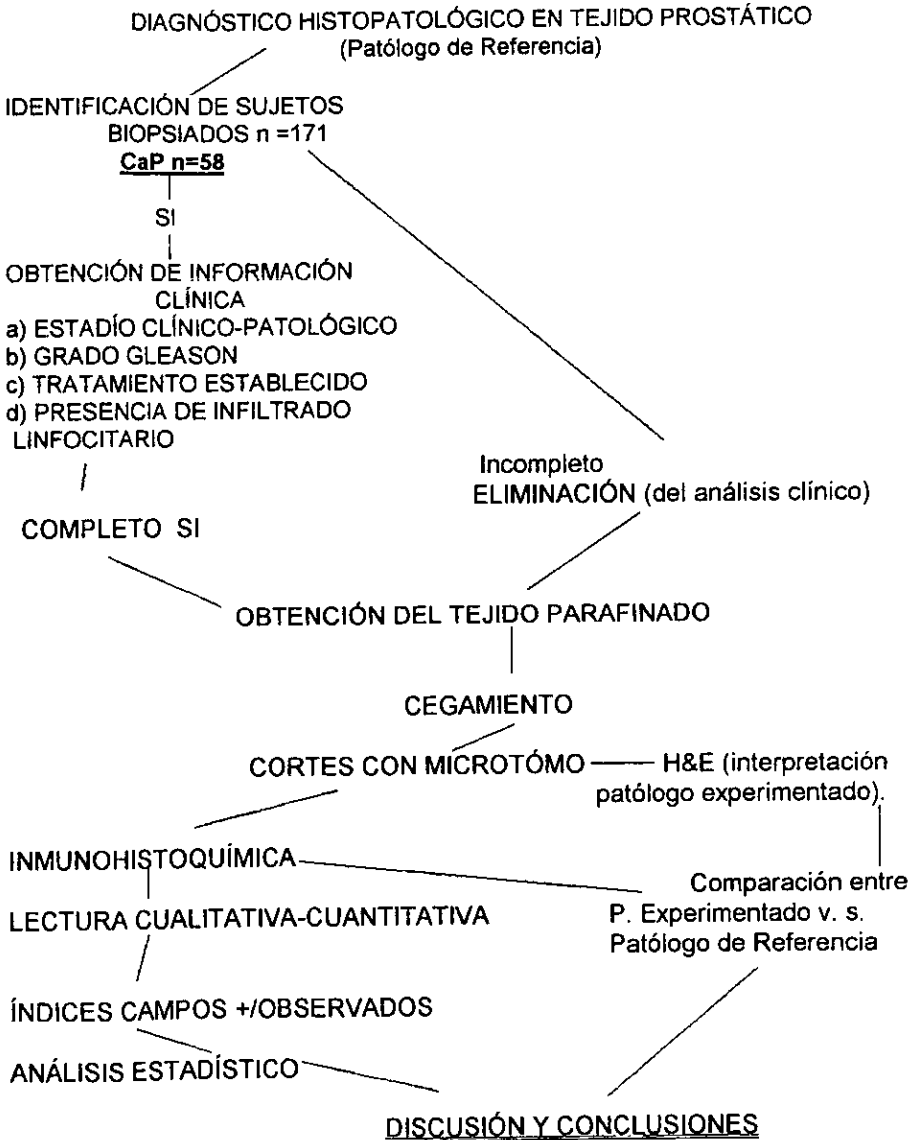 DIAGNÓSTICO HISTOPATOLÓGICO EN TEJIDO PROSTÁTICO
(Patólogo de Referencia)
IDENTIFICACIÓN DE SUJETOS
BIOPSIADOS n =171
CaP n=58
SI
OBTENCIÓN DE INFORMACIÓN
CLÍNICA
a) ESTADÍO CLÍNICO-PATOLÓGICO
b) GRADO GLEASON
c) TRATAMIENTO ESTABLECIDO
d) PRESENCIA DE INFILTRADO
LINFOCITARIO
Incompleto
ELIMINACIÓN (del análisis clínico)
COMPLETO SI
OBTENCIÓN DEL TEJIDO PARAFINADO
CEGAMIENTO
CORTES CON MICROTÓMO
H&E (interpretación
patólogo experimentado).
INMUNOHISTOQUÍMICA
Comparación entre
P. Experimentado v. s.
Patólogo de Referencia
LECTURA CUALITATIVA-CUANTITATIVA
ÍNDICES CAMPOS +/OBSERVADOS
ANÁLISIS ESTADÍSTICO
DISCUSIÓN Y CONCLUSIONES